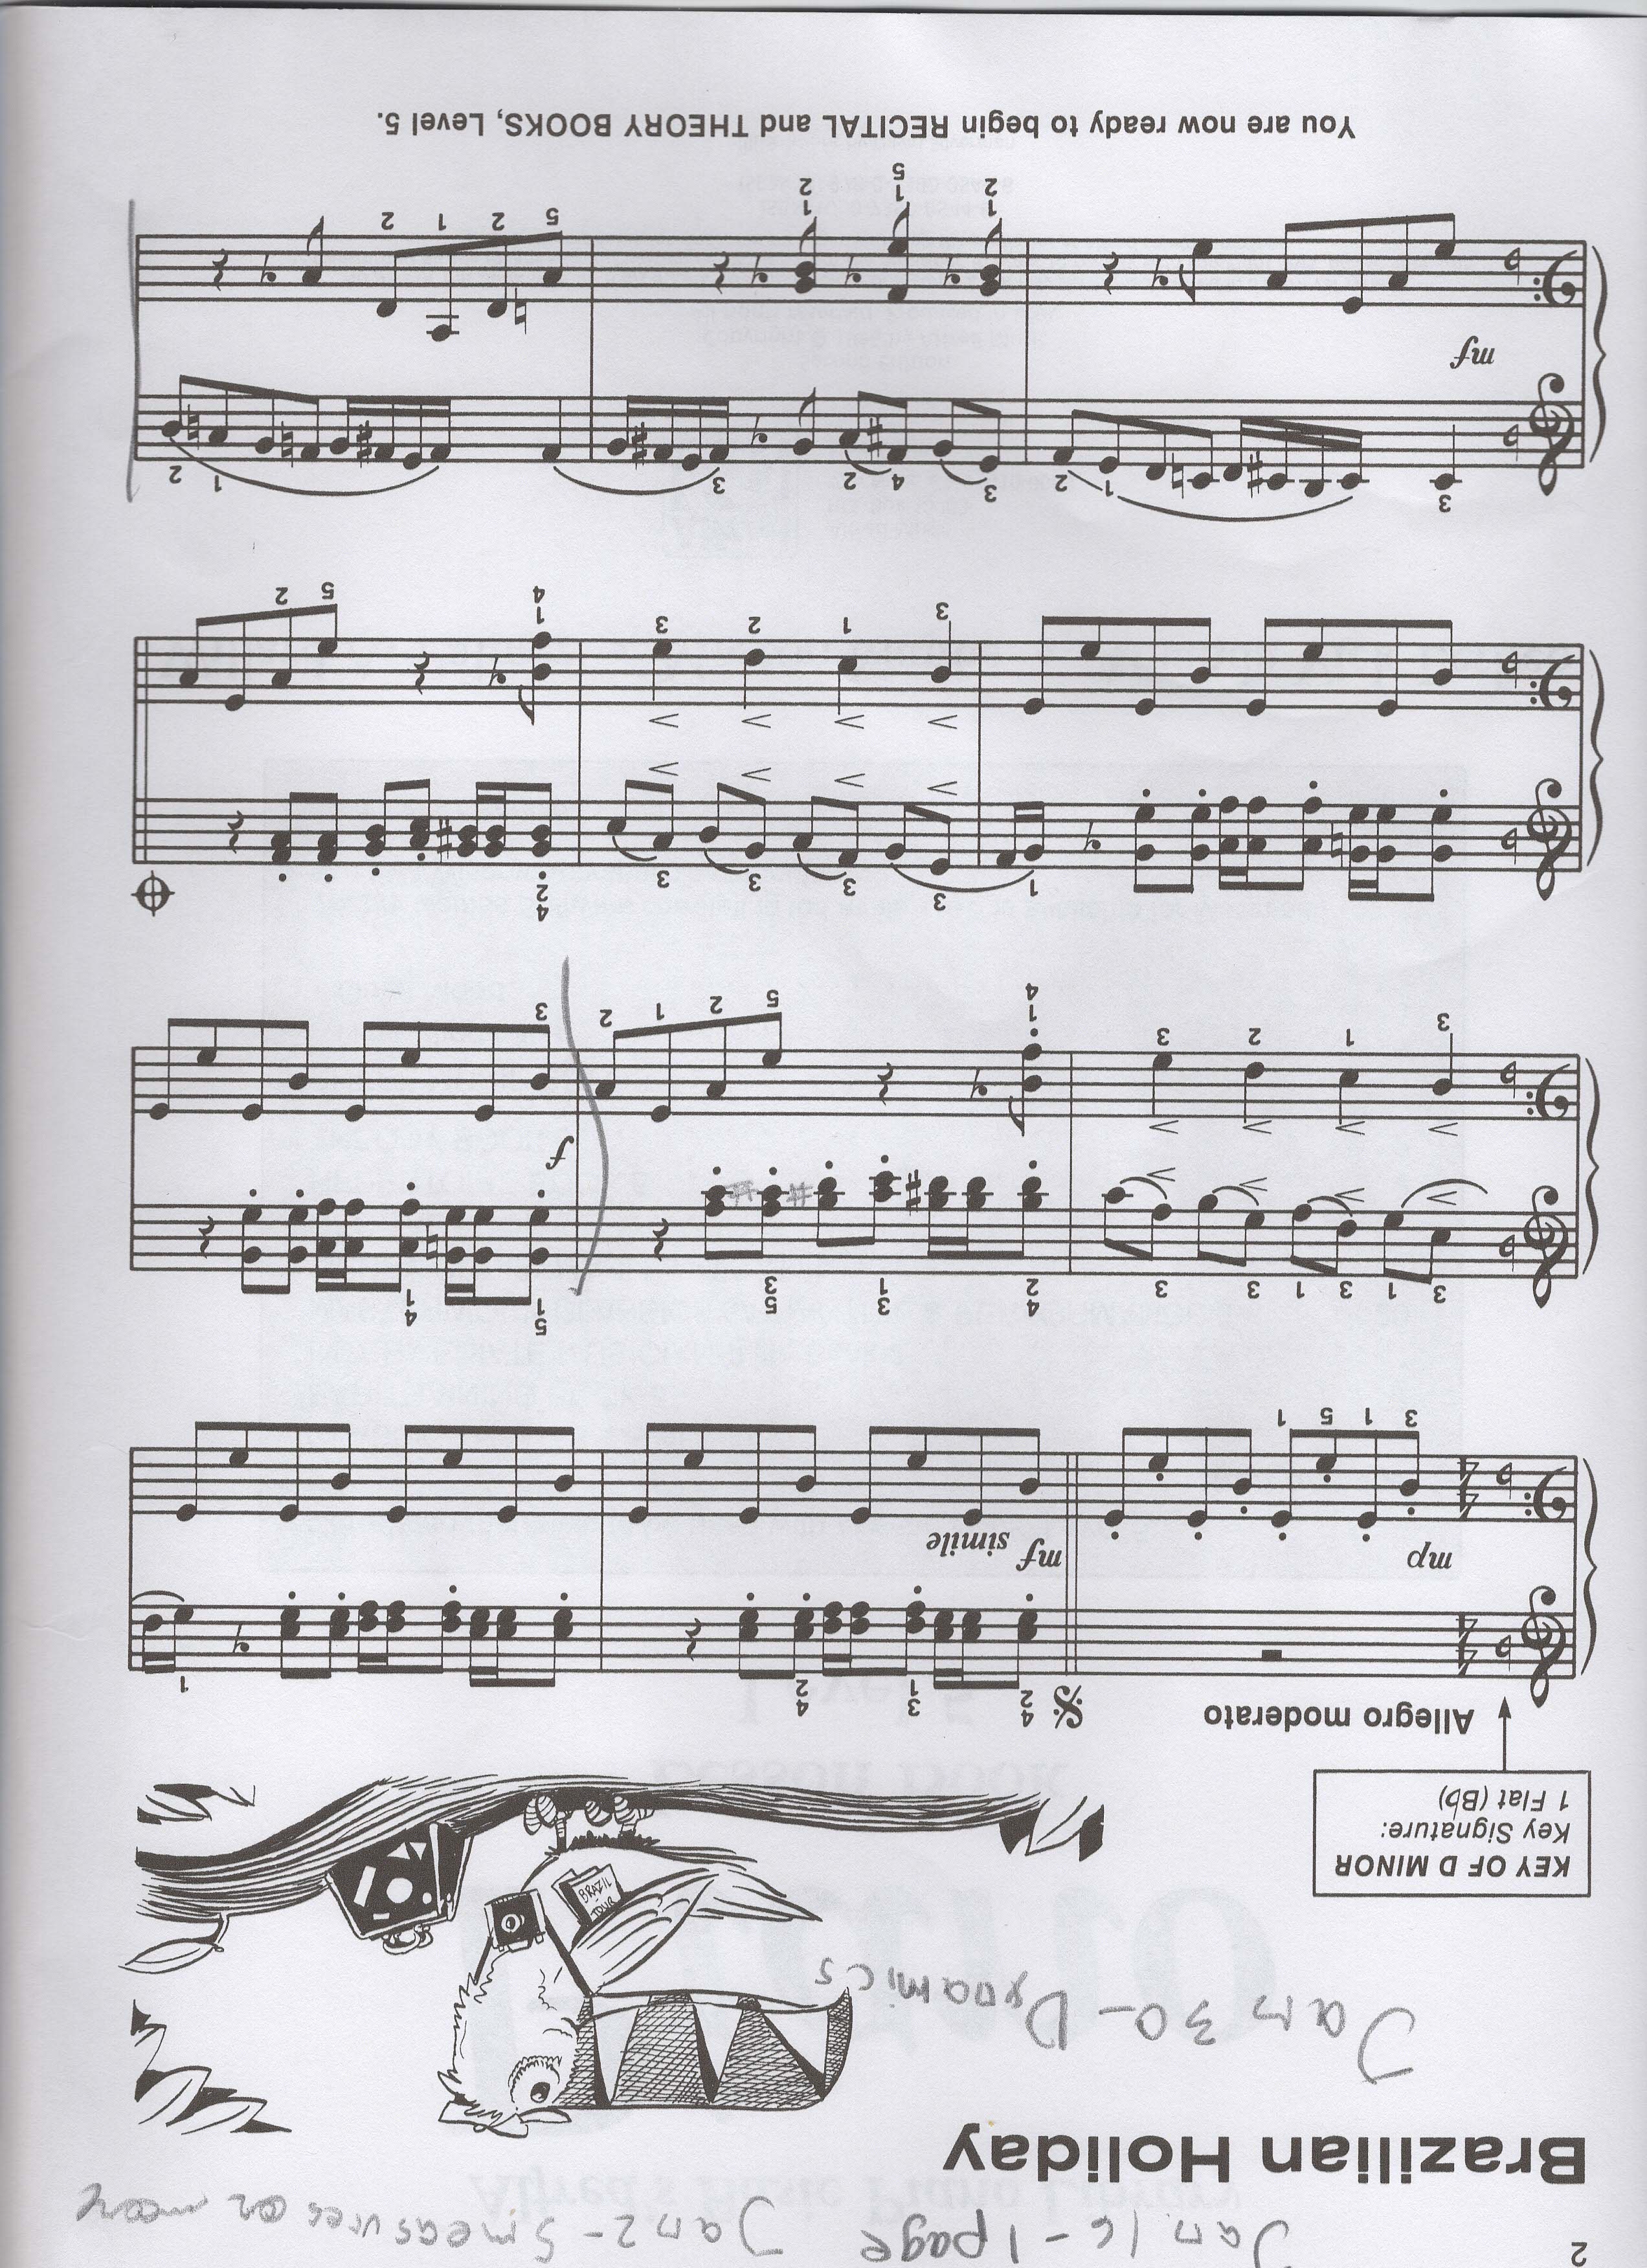 2
Jan 16 - 1 page
Jan 2 - 5 measures or more
Brazilian Holiday
Jan 30 - Dynamics
BRAZIL
TOUR
KEY OF D MINOR
Key Signature:
1 Flat (B♭)
Allegro moderato
4 2 3 1 4 2 1
4 4
mp mf simile
4 4
3 1 5 1
3 1 3 1 3 3 4 2 3 1 5 3 5 1 4 1
f
3 1 2 3 1 4 5 2 1 2 3
1 3 3 3 3 4 2
3 1 2 3 1 4 5 2
3 1 2 3 4 2 3 1 2
mf
1 2 1 5 1 2 5 2 1 2
You are now ready to begin RECITAL and THEORY BOOKS, Level 5.